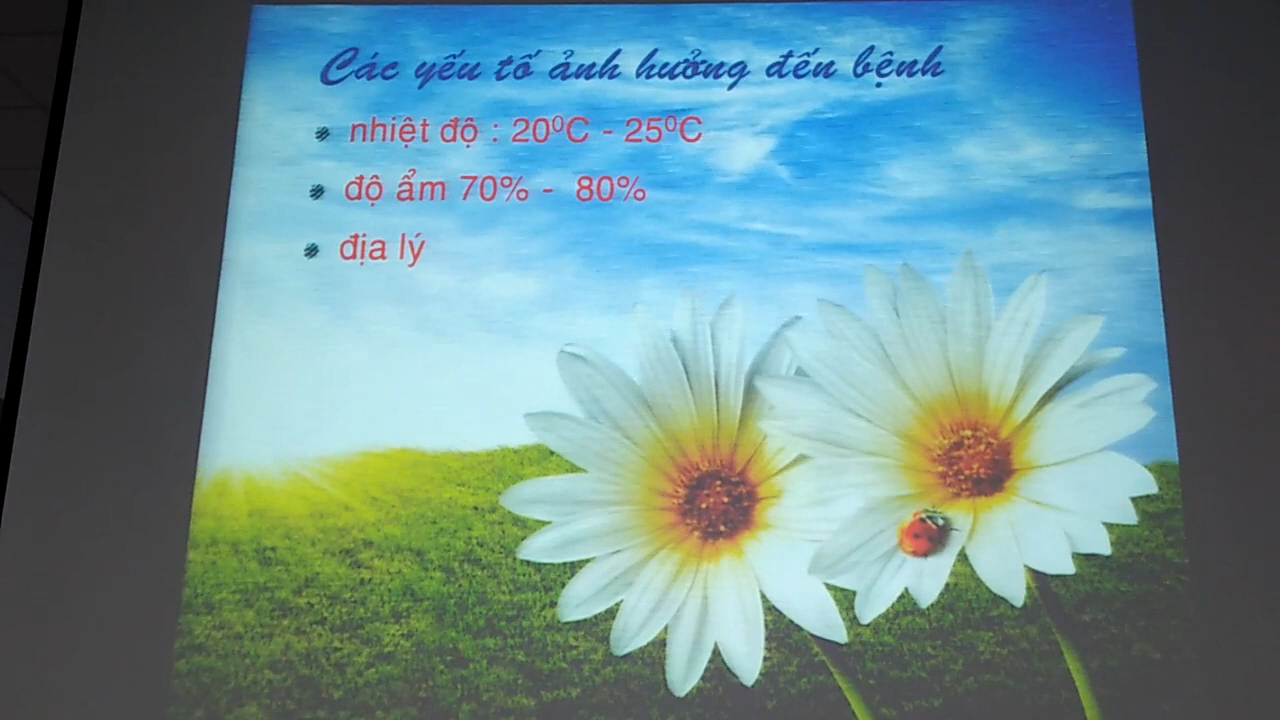 Các yếu tố ảnh hưởng đến bệnh
nhiệt độ : 20⁰C - 25⁰C
độ ẩm 70% - 80%
địa lý